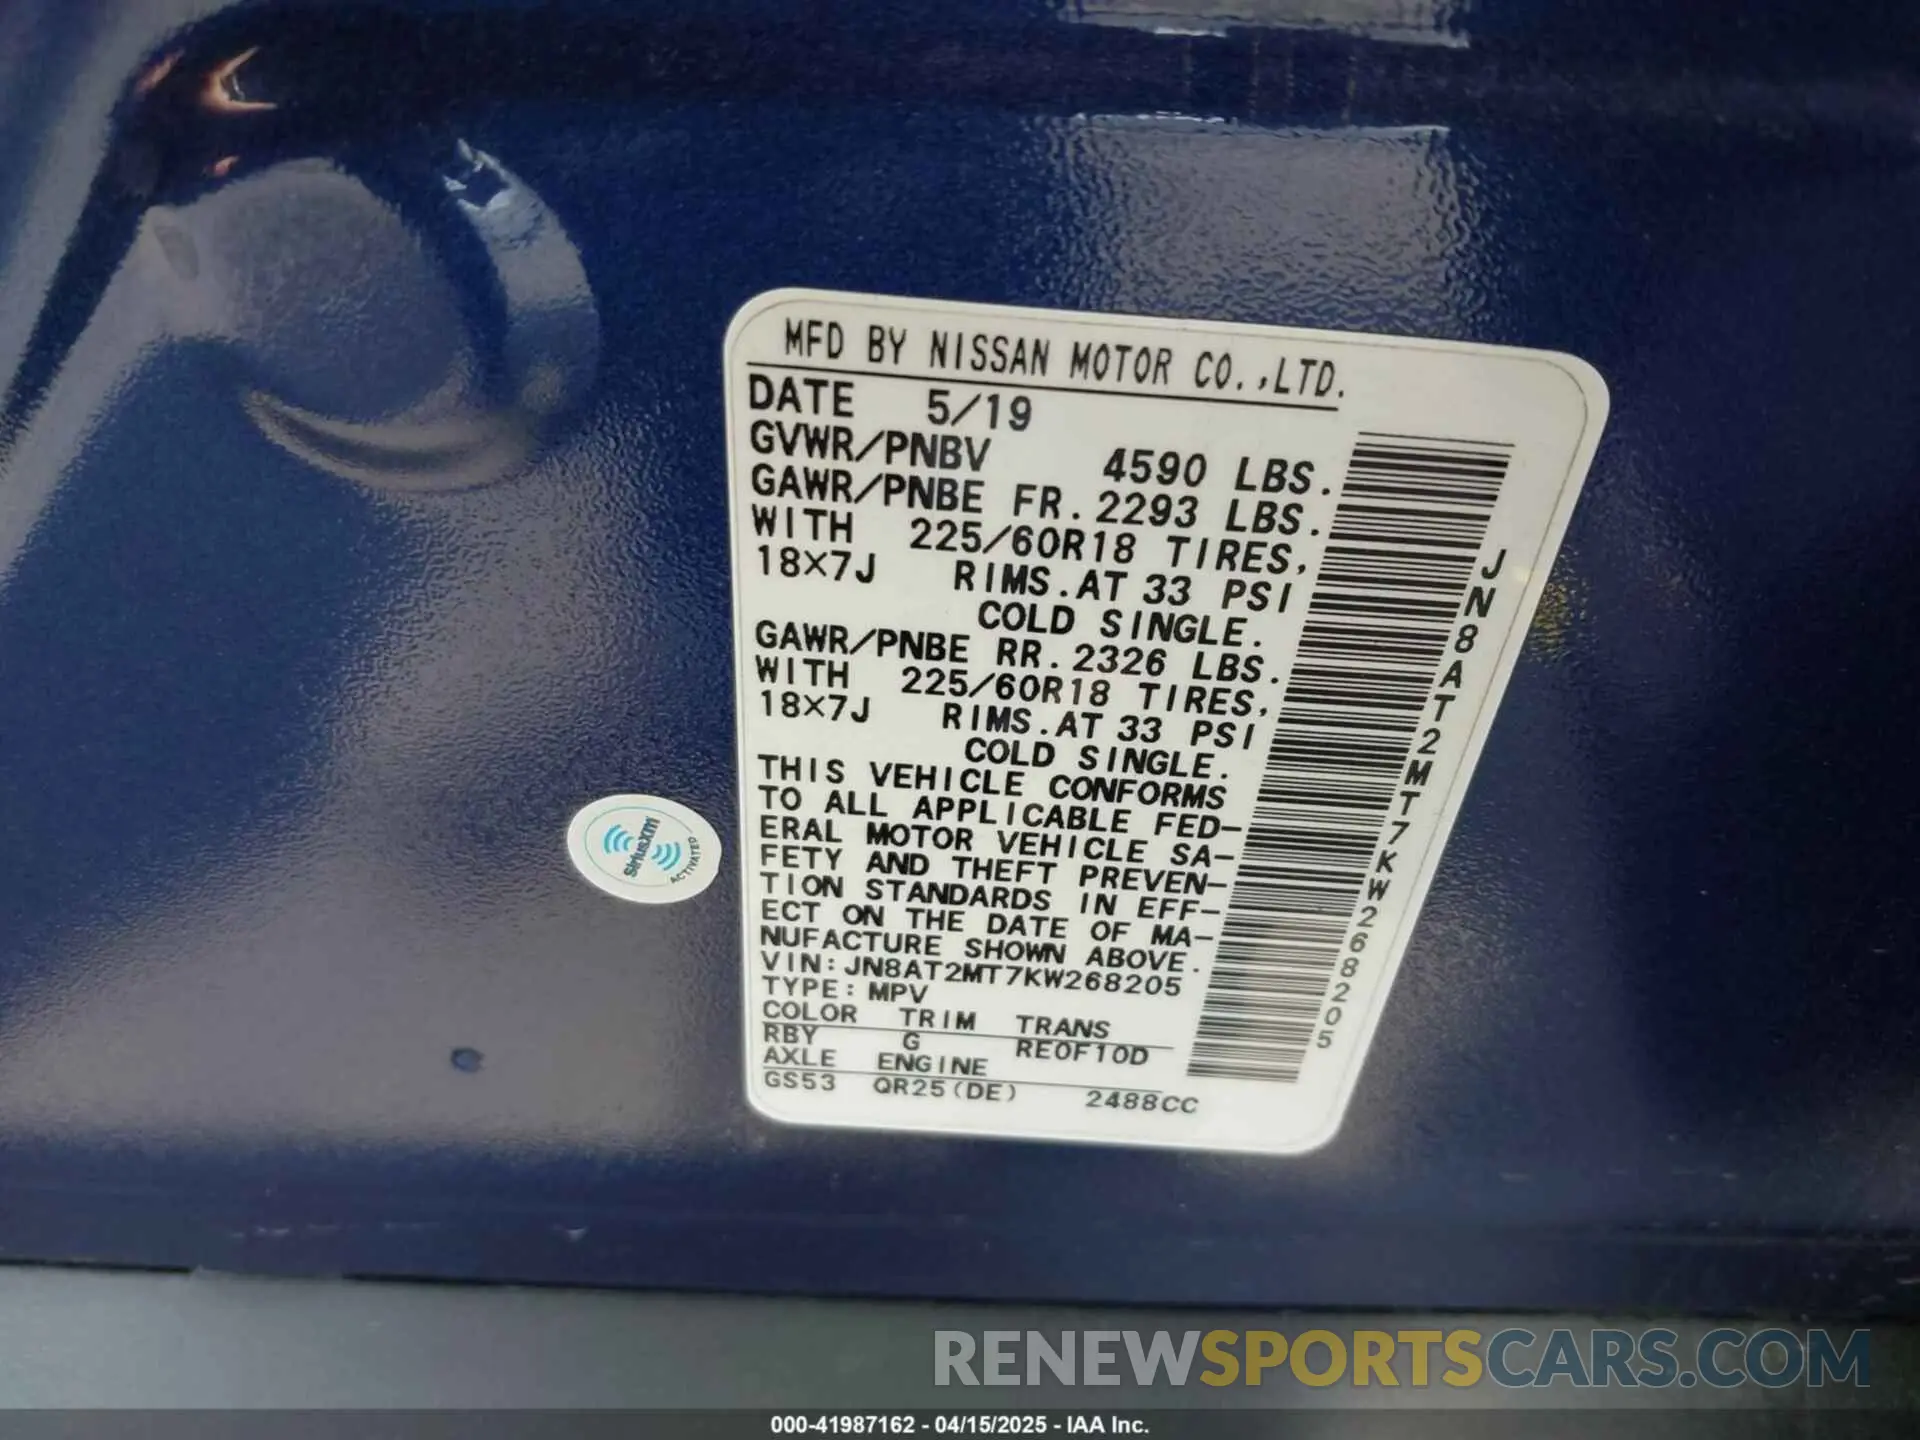 MFD BY NISSAN MOTOR CO.,LTD.
DATE 5/19
GVWR/PNBV 4590 LBS.
GAWR/PNBE FR. 2293 LBS.
WITH 225/60R18 TIRES,
18×7J RIMS. AT 33 PSI
COLD SINGLE.
GAWR/PNBE RR. 2326 LBS.
WITH 225/60R18 TIRES,
18×7J RIMS. AT 33 PSI
COLD SINGLE.
THIS VEHICLE CONFORMS
TO ALL APPLICABLE FED-
ERAL MOTOR VEHICLE SA-
FETY AND THEFT PREVEN-
TION STANDARDS IN EFF-
ECT ON THE DATE OF MA-
NUFACTURE SHOWN ABOVE.
VIN: JN8AT2MT7KW268205
TYPE: MPV
COLOR TRIM TRANS
RBY G RE0F10D
AXLE ENGINE
GS53 QR25(DE) 2488CC
JN8AT2MT7KW268205
SiriusXM
ACTIVATED
RENEWSPORTSCARS.COM
000-41987162 - 04/15/2025 - IAA Inc.